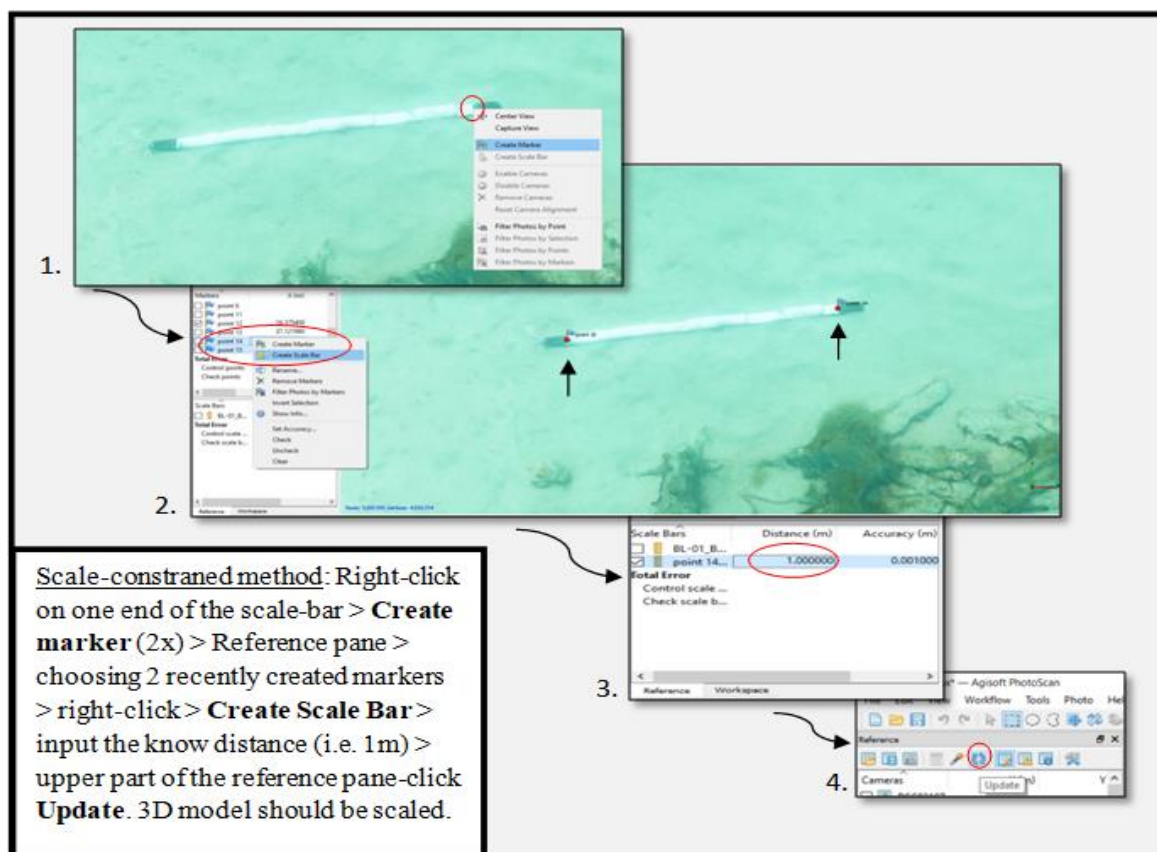 1.
Center View
Capture View
Create Marker
Create Scale Bar
Enable Cameras
Disable Cameras
Remove Cameras
Reset Camera Alignment
Filter Photos by Point
Filter Photos by Selection
Filter Photos by Points
Filter Photos by Markers
2.
Markers
point 11
point 12
point 13
point 14
point 15
Total Error
Control points
Check points
Create Marker
Create Scale Bar
Rename...
Remove Markers
Filter Photos by Markers
Invert Selection
Show Info...
Set Accuracy...
Check
Uncheck
Clear
Scale Bars
BL-01_B...
Total Error
Control scale ...
Check scale b...
Reference Workspace
3.
Scale Bars Distance (m) Accuracy (m)
BL-01_B...
point 14... 1.000000 0.001000
Total Error
Control scale ...
Check scale b...
Reference Workspace
4.
— Agisoft PhotoScan
Workflow Tools Photo
Reference
Cameras Y
Update
Scale-constraned method: Right-click
on one end of the scale-bar > Create
marker (2x) > Reference pane >
choosing 2 recently created markers
> right-click > Create Scale Bar >
input the know distance (i.e. 1m) >
upper part of the reference pane-click
Update. 3D model should be scaled.